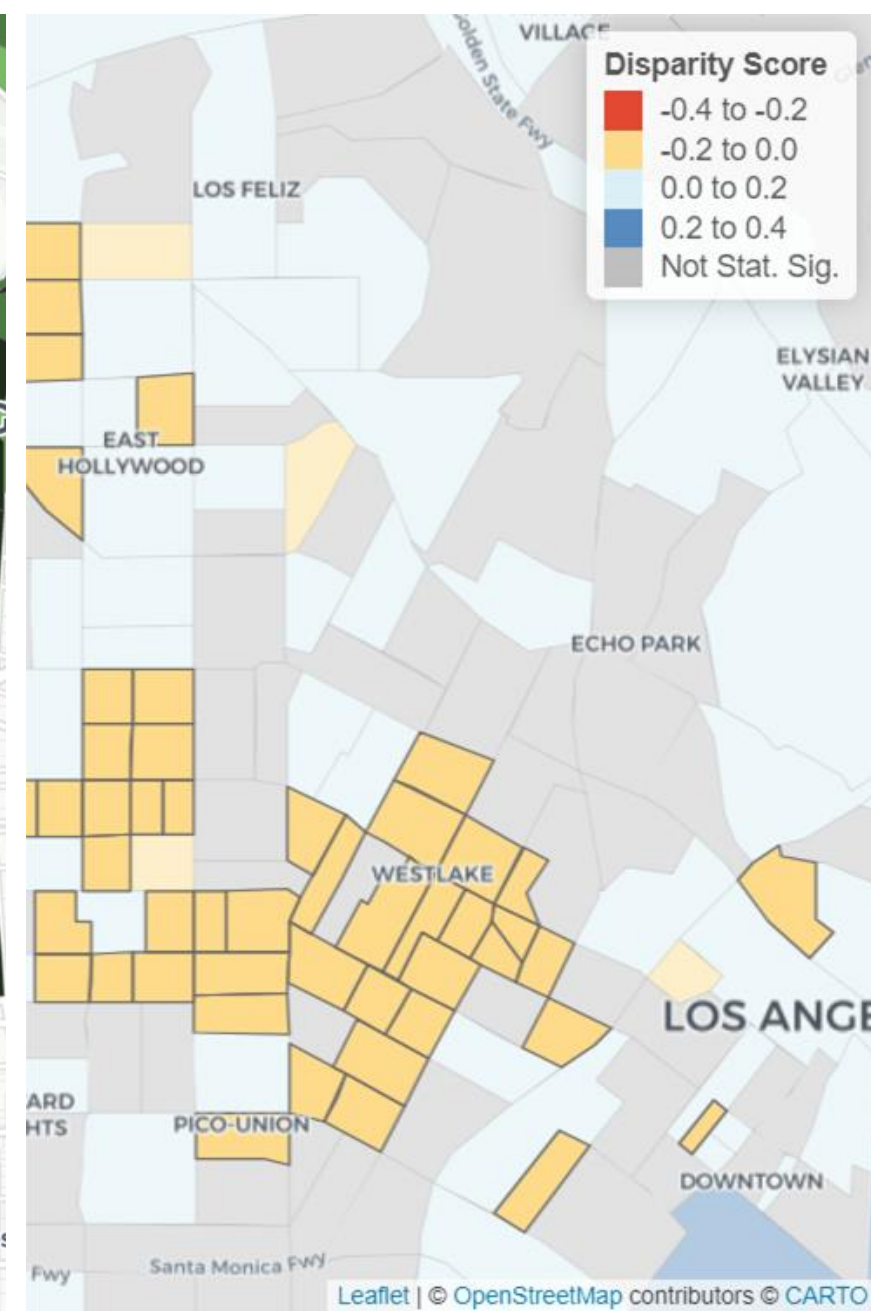 VILLAGE
Golden State Fwy
Disparity Score
-0.4 to -0.2
-0.2 to 0.0
0.0 to 0.2
0.2 to 0.4
Not Stat. Sig.
LOS FELIZ
ELYSIAN
VALLEY
EAST
HOLLYWOOD
ECHO PARK
WESTLAKE
LOS ANGE
ARD
HTS
PICO-UNION
DOWNTOWN
Fwy
Santa Monica Fwy
Leaflet | © OpenStreetMap contributors © CARTO